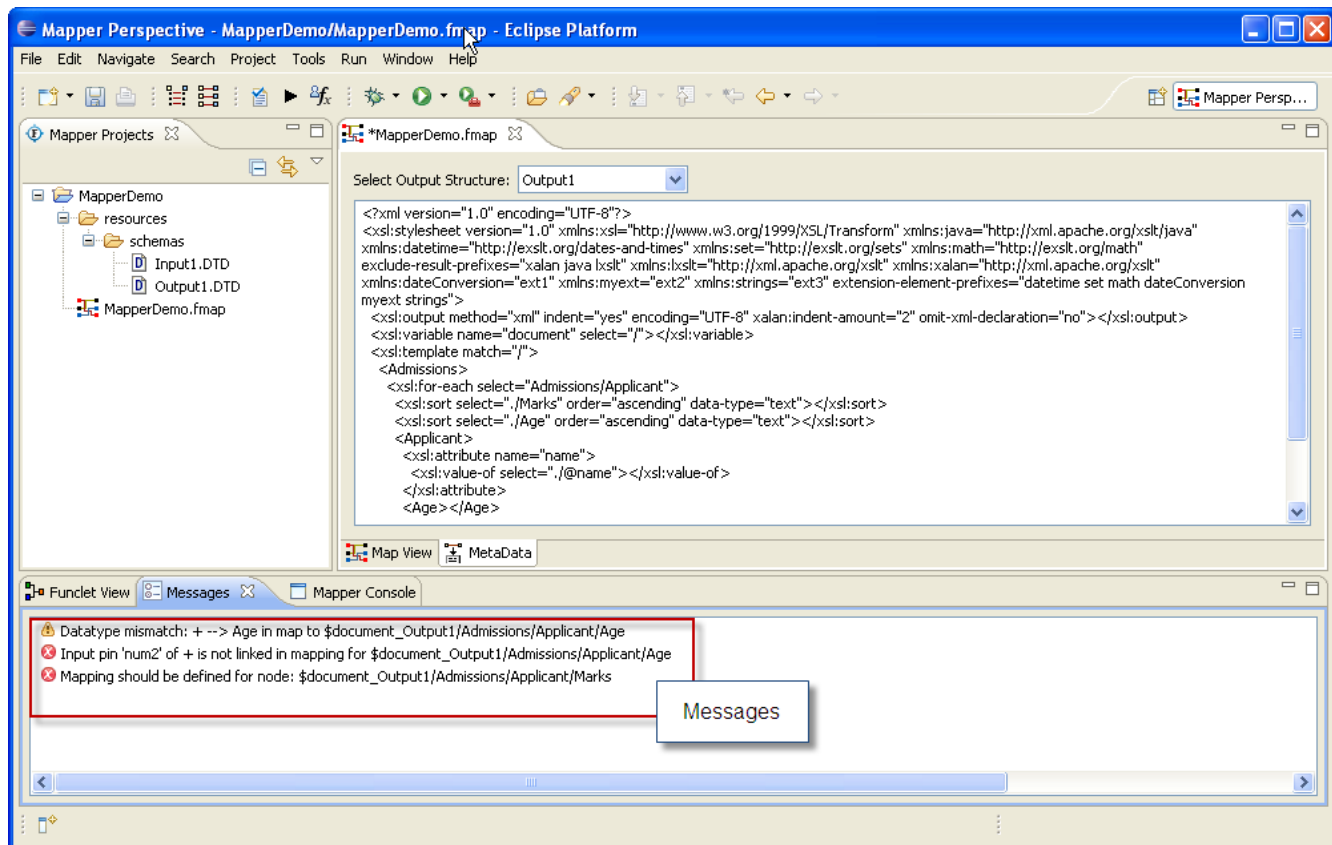 Mapper Perspective - MapperDemo/MapperDemo.fmap - Eclipse Platform
File Edit Navigate Search Project Tools Run Window Help
Mapper Persp...
Mapper Projects
*MapperDemo.fmap
MapperDemo
resources
schemas
Input1.DTD
Output1.DTD
MapperDemo.fmap
Select Output Structure: Output1
<?xml version="1.0" encoding="UTF-8"?>
<xsl:stylesheet version="1.0" xmlns:xsl="http://www.w3.org/1999/XSL/Transform" xmlns:java="http://xml.apache.org/xslt/java"
xmlns:datetime="http://exslt.org/dates-and-times" xmlns:set="http://exslt.org/sets" xmlns:math="http://exslt.org/math"
exclude-result-prefixes="xalan java lxslt" xmlns:lxslt="http://xml.apache.org/xslt" xmlns:xalan="http://xml.apache.org/xslt"
xmlns:dateConversion="ext1" xmlns:myext="ext2" xmlns:strings="ext3" extension-element-prefixes="datetime set math dateConversion
myext strings">
<xsl:output method="xml" indent="yes" encoding="UTF-8" xalan:indent-amount="2" omit-xml-declaration="no"></xsl:output>
<xsl:variable name="document" select="/"></xsl:variable>
<xsl:template match="/">
<Admissions>
<xsl:for-each select="Admissions/Applicant">
<xsl:sort select="./Marks" order="ascending" data-type="text"></xsl:sort>
<xsl:sort select="./Age" order="ascending" data-type="text"></xsl:sort>
<Applicant>
<xsl:attribute name="name">
<xsl:value-of select="./@name"></xsl:value-of>
</xsl:attribute>
<Age></Age>
Map View MetaData
Funclet View Messages Mapper Console
Datatype mismatch: + --> Age in map to $document_Output1/Admissions/Applicant/Age
Input pin 'num2' of + is not linked in mapping for $document_Output1/Admissions/Applicant/Age
Mapping should be defined for node: $document_Output1/Admissions/Applicant/Marks
Messages